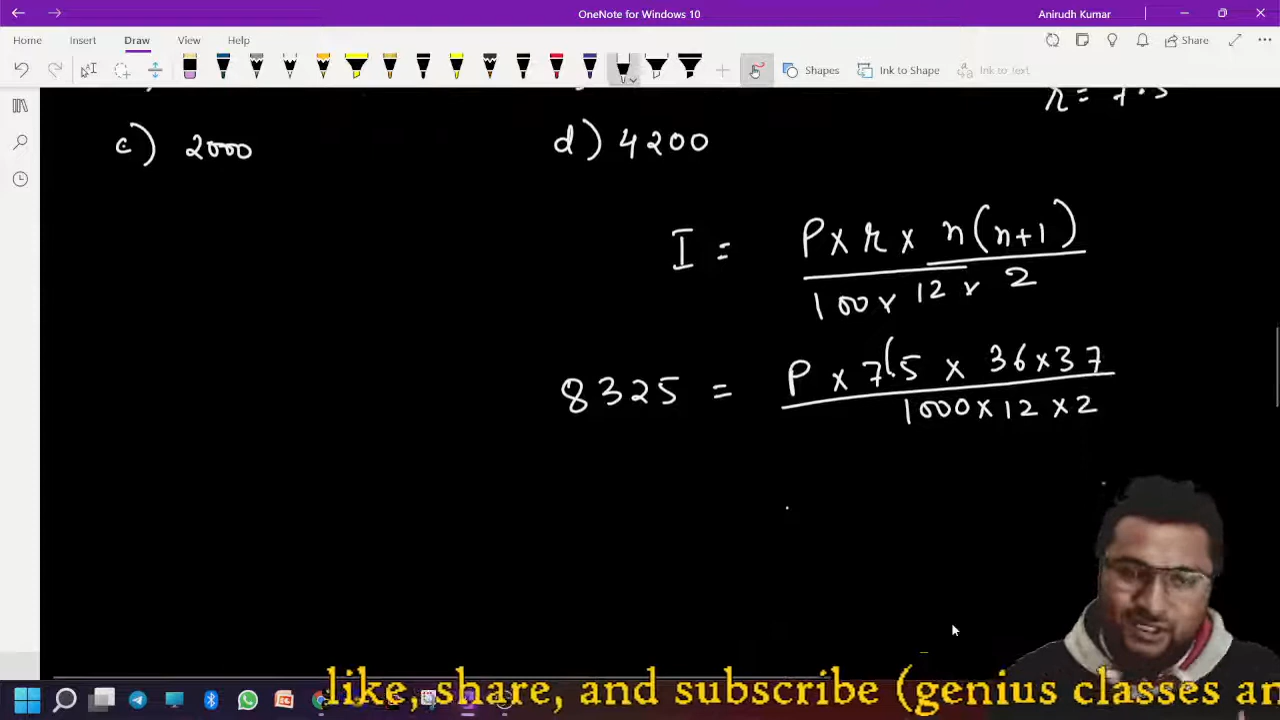 OneNote for Windows 10
Anirudh Kumar
Home Insert Draw View Help
Share
Shapes
Ink to Shape
Ink to Text
r = 7.5
c) 2000
d) 4200
I = P x r x n(n+1)
100 x 12 x 2
8325 = P x 7.5 x 36 x 37
1000 x 12 x 2
like, share, and subscribe (genius classes an